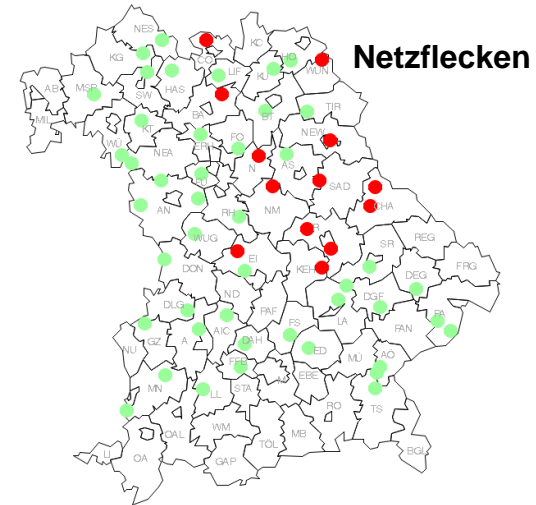 Netzflecken
NES
KC
KG
CO
HO
LIF
KU
WUN
AB
MSP
SW
HAS
BA
BT
TIR
MIL
KT
WÜ
NEA
ERH
FO
NEW
N
AS
FÜ
AN
RH
NM
SAD
CHA
R
WUG
EI
KEH
SR
REG
DON
DEG
FRG
ND
DLG
PAF
LA
DGF
PA
NU
GZ
A
AIC
FS
PAN
DAH
ED
MÜ
AÖ
MN
FFB
M
EBE
LL
STA
RO
TS
OAL
WM
TÖL
MB
LI
OA
GAP
BGL